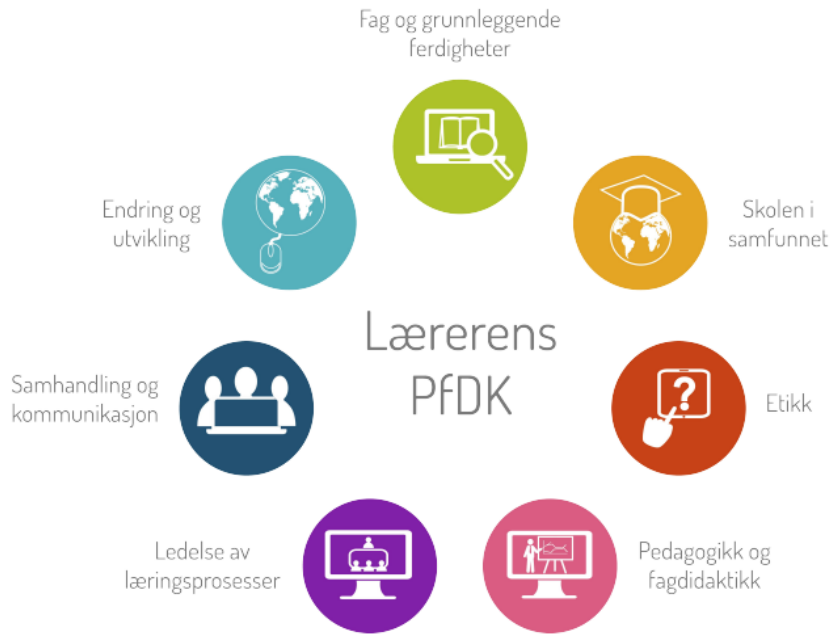 Fag og grunnleggende
ferdigheter
Skolen i
samfunnet
Etikk
Pedagogikk og
fagdidaktikk
Ledelse av
læringsprosesser
Samhandling og
kommunikasjon
Endring og
utvikling
Lærerens
PfDK
?